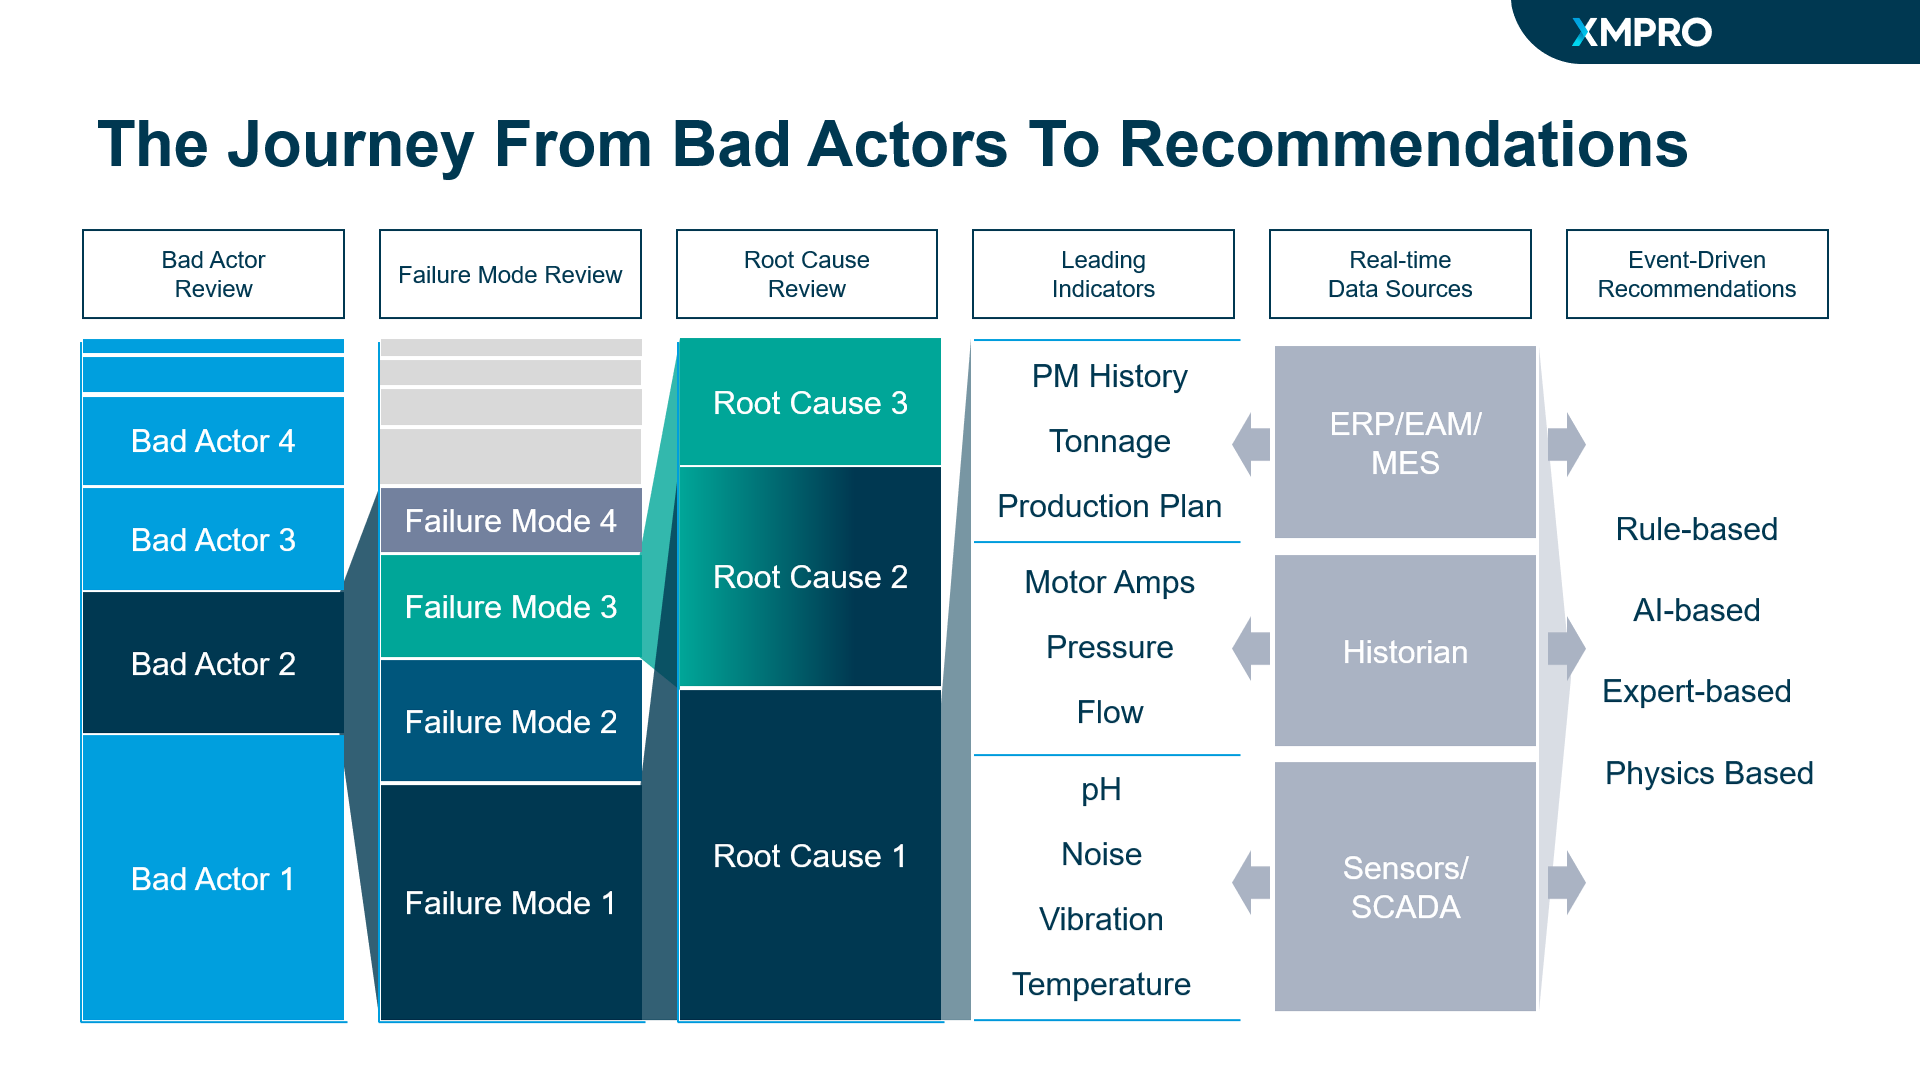 XMPRO
The Journey From Bad Actors To Recommendations
Bad Actor
Review
Failure Mode Review
Root Cause
Review
Leading
Indicators
Real-time
Data Sources
Event-Driven
Recommendations
Bad Actor 4
Bad Actor 3
Bad Actor 2
Bad Actor 1
Failure Mode 4
Failure Mode 3
Failure Mode 2
Failure Mode 1
Root Cause 3
Root Cause 2
Root Cause 1
PM History
Tonnage
Production Plan
Motor Amps
Pressure
Flow
pH
Noise
Vibration
Temperature
ERP/EAM/
MES
Historian
Sensors/
SCADA
Rule-based
AI-based
Expert-based
Physics Based